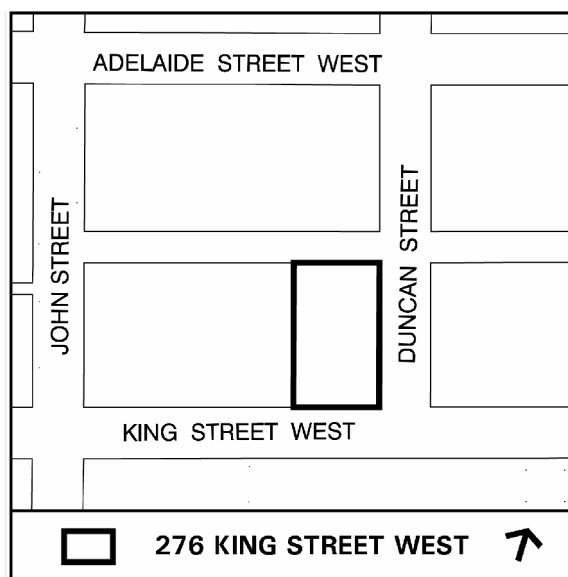 ADELAIDE STREET WEST
JOHN STREET
DUNCAN STREET
KING STREET WEST
276 KING STREET WEST